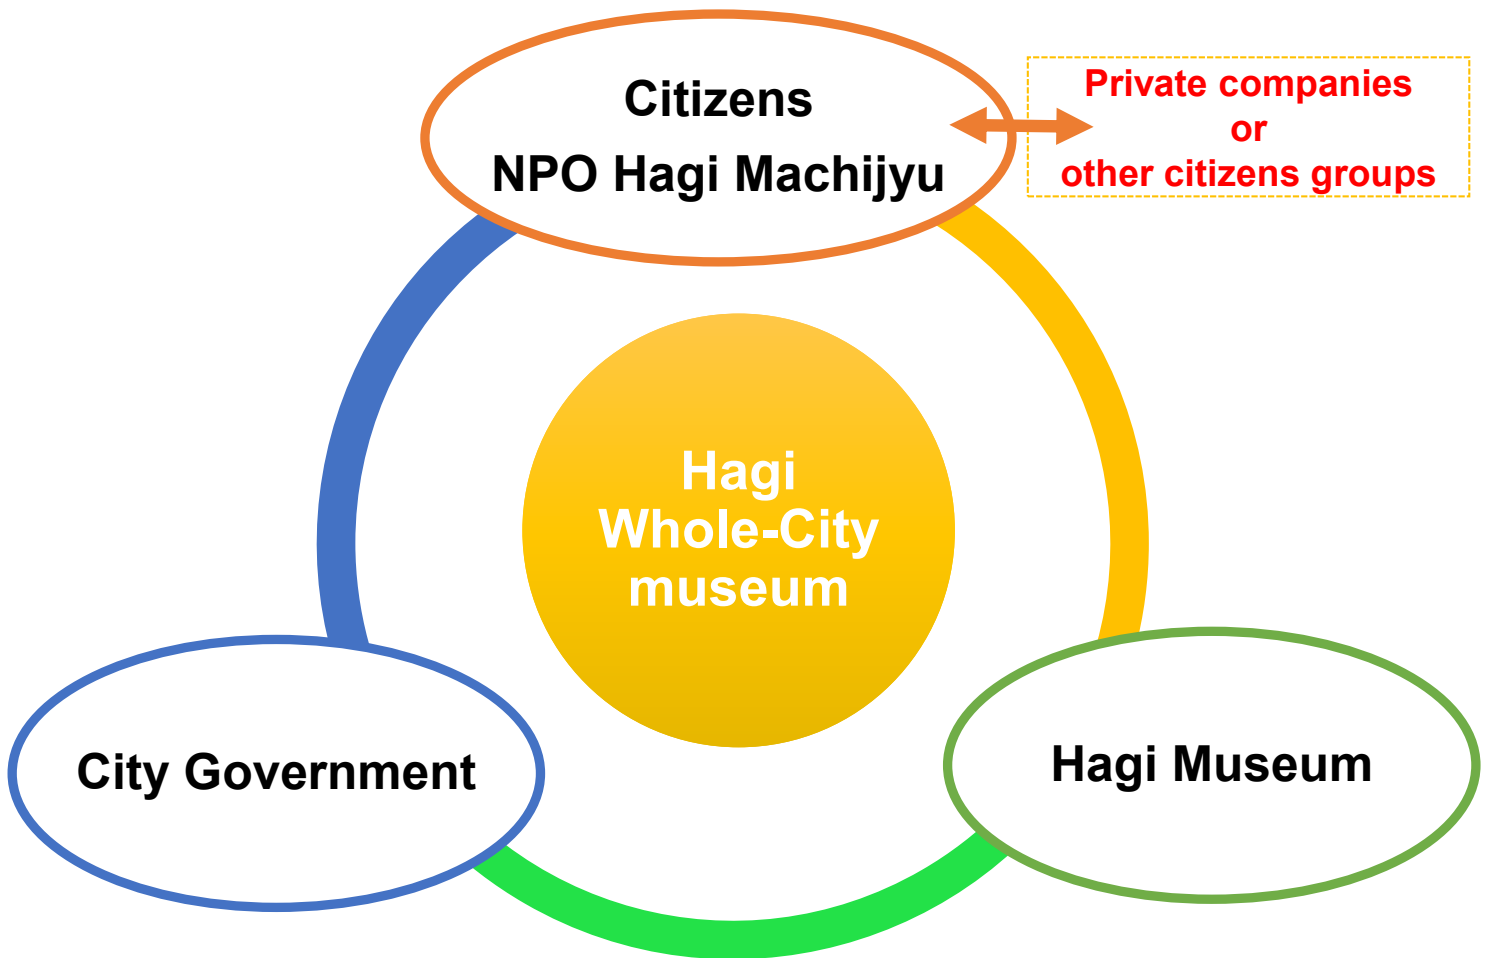 Citizens
NPO Hagi Machijyu
Private companies
or
other citizens groups
Hagi
Whole-City
museum
City Government
Hagi Museum